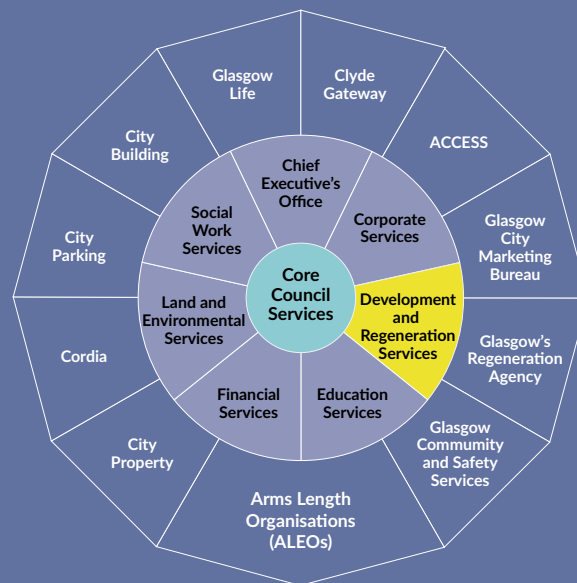 Glasgow
Life
Clyde
Gateway
City
Building
ACCESS
Chief
Executive's
Office
Social
Work
Services
Corporate
Services
City
Parking
Glasgow
City
Marketing
Bureau
Core
Council
Services
Land and
Environmental
Services
Development
and
Regeneration
Services
Cordia
Glasgow's
Regeneration
Agency
Financial
Services
Education
Services
City
Property
Glasgow
Community
and Safety
Services
Arms Length
Organisations
(ALEOs)